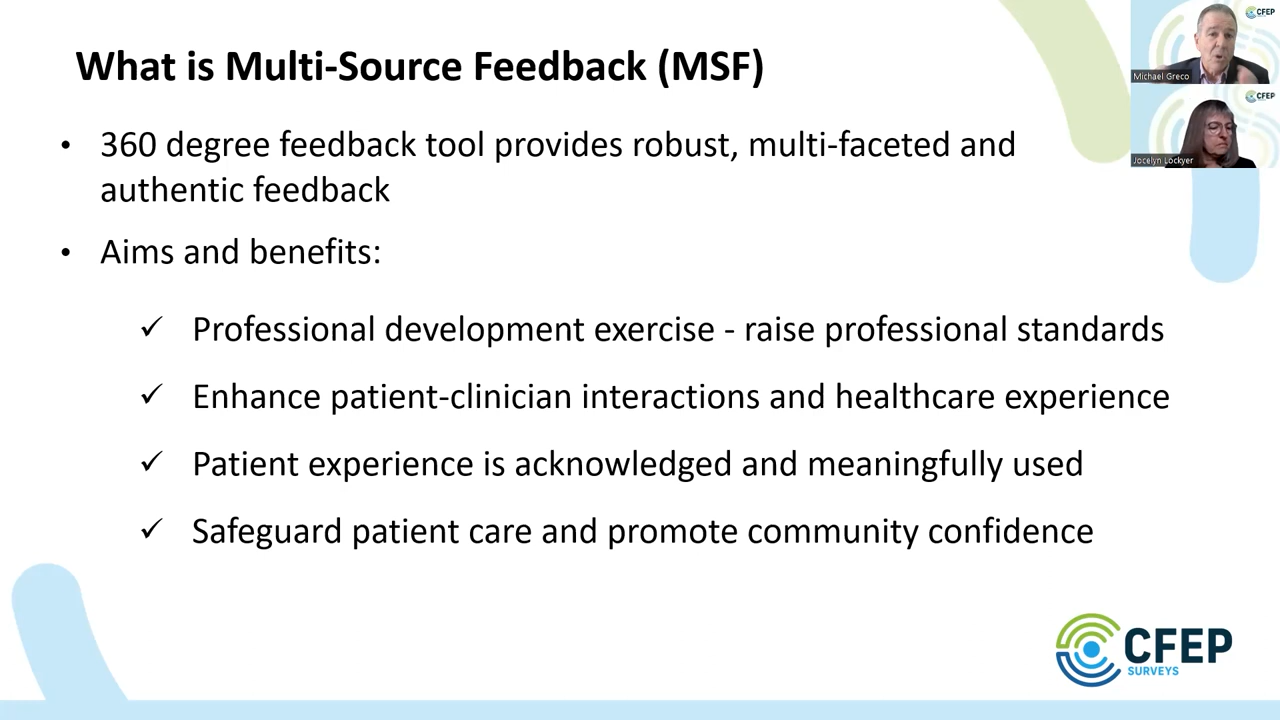 What is Multi-Source Feedback (MSF)
• 360 degree feedback tool provides robust, multi-faceted and
authentic feedback
• Aims and benefits:
✓ Professional development exercise - raise professional standards
✓ Enhance patient-clinician interactions and healthcare experience
✓ Patient experience is acknowledged and meaningfully used
✓ Safeguard patient care and promote community confidence
CFEP
Michael Greco
CFEP
Jocelyn Lockyer
CFEP
SURVEYS